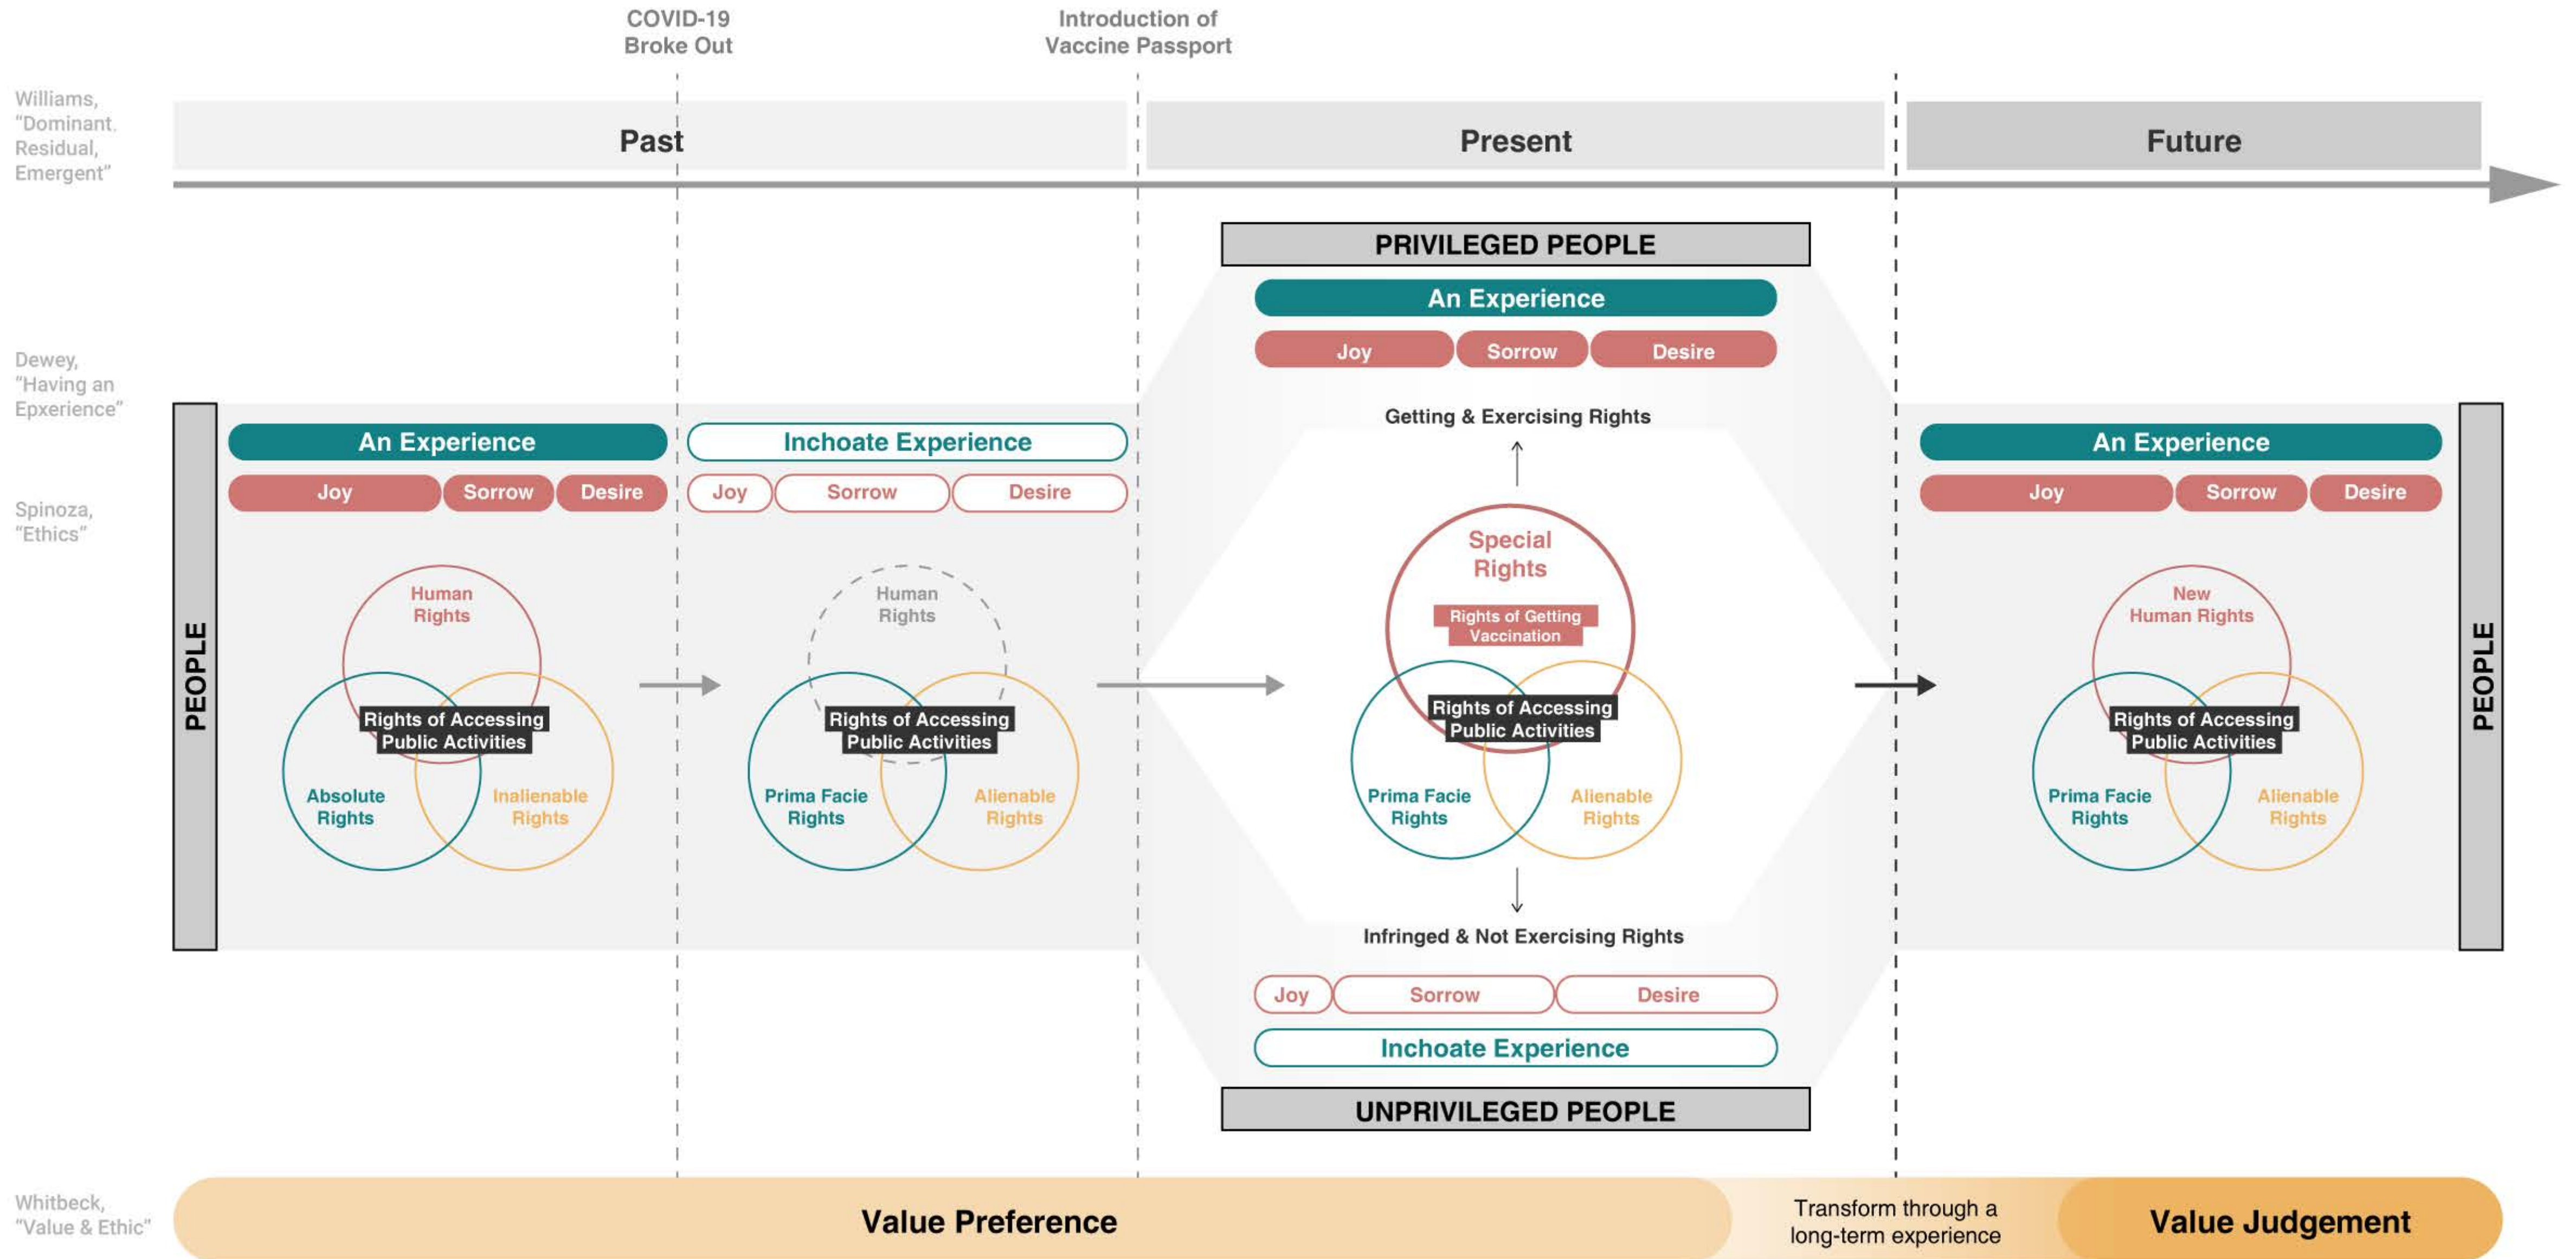 COVID-19
Broke Out
Introduction of
Vaccine Passport
Williams,
“Dominant.
Residual,
Emergent”
Past
Present
Future
PRIVILEGED PEOPLE
An Experience
Joy
Sorrow
Desire
Dewey,
“Having an
Epxerience”
Getting & Exercising Rights
An Experience
Inchoate Experience
An Experience
Joy
Sorrow
Desire
Joy
Sorrow
Desire
Joy
Sorrow
Desire
Spinoza,
“Ethics”
PEOPLE
Human
Rights
Rights of Accessing
Public Activities
Absolute
Rights
Inalienable
Rights
Human
Rights
Rights of Accessing
Public Activities
Prima Facie
Rights
Alienable
Rights
Special
Rights
Rights of Getting
Vaccination
Rights of Accessing
Public Activities
Prima Facie
Rights
Alienable
Rights
New
Human Rights
Rights of Accessing
Public Activities
Prima Facie
Rights
Alienable
Rights
PEOPLE
Infringed & Not Exercising Rights
Joy
Sorrow
Desire
Inchoate Experience
UNPRIVILEGED PEOPLE
Whitbeck,
“Value & Ethic”
Value Preference
Transform through a
long-term experience
Value Judgement